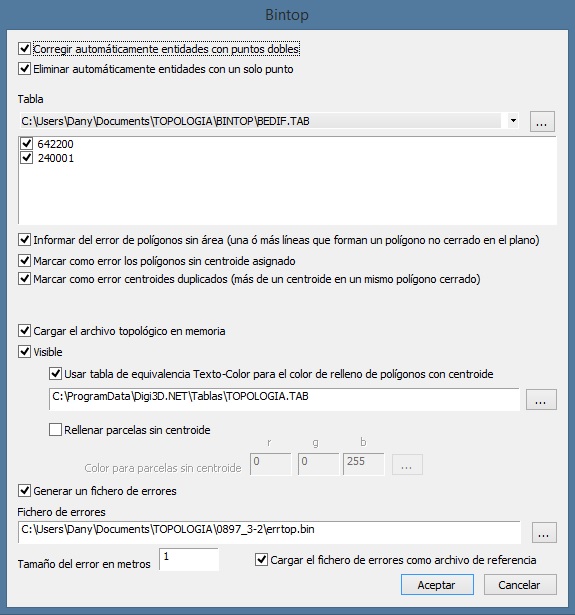 Bintop
Corregir automáticamente entidades con puntos dobles
Eliminar automáticamente entidades con un solo punto
Tabla
C:\Users\Dany\Documents\TOPOLOGIA\BINTOP\BEDIF.TAB
...
642200
240001
Informar del error de polígonos sin área (una ó más líneas que forman un polígono no cerrado en el plano)
Marcar como error los polígonos sin centroide asignado
Marcar como error centroides duplicados (más de un centroide en un mismo polígono cerrado)
Cargar el archivo topológico en memoria
Visible
Usar tabla de equivalencia Texto-Color para el color de relleno de polígonos con centroide
C:\ProgramData\Digi3D.NET\Tablas\TOPOLOGIA.TAB
...
Rellenar parcelas sin centroide
r g b
Color para parcelas sin centroide 0 0 255 ...
Generar un fichero de errores
Fichero de errores
C:\Users\Dany\Documents\TOPOLOGIA\0897_3-2\errtop.bin
...
Tamaño del error en metros 1 Cargar el fichero de errores como archivo de referencia
Aceptar Cancelar